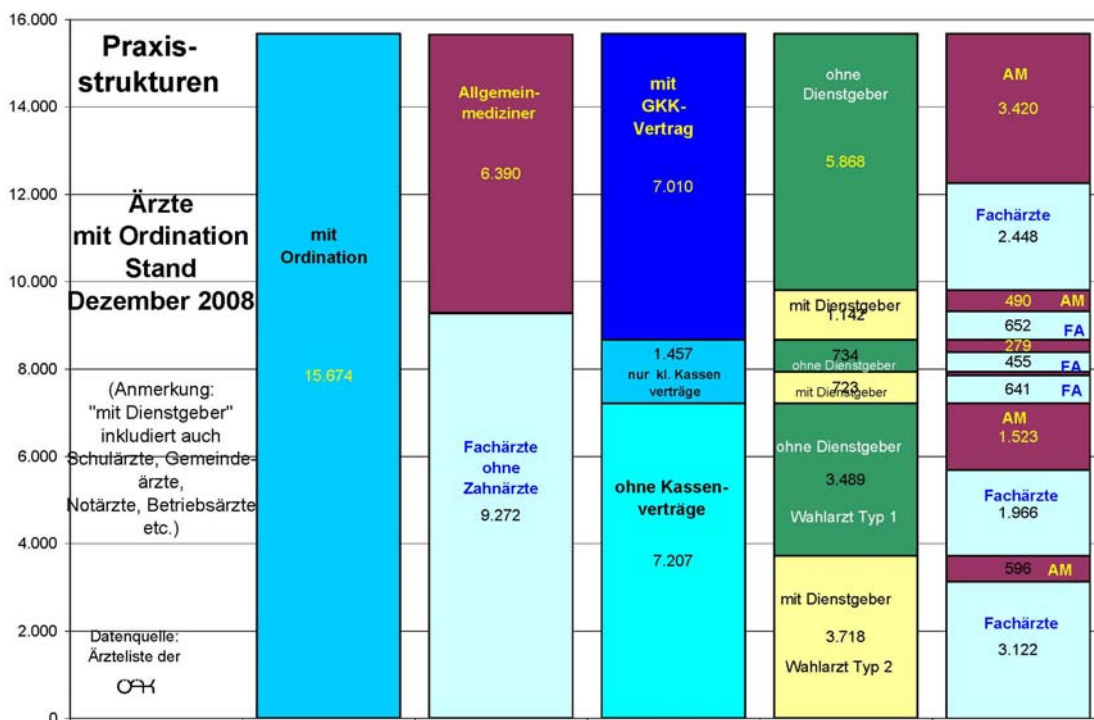 16.000
14.000
12.000
10.000
8.000
6.000
4.000
2.000
0
Praxis-
strukturen
Ärzte
mit Ordination
Stand
Dezember 2008
(Anmerkung:
"mit Dienstgeber"
inkludiert auch
Schulärzte, Gemeinde-
ärzte,
Notärzte, Betriebsärzte
etc.)
Datenquelle:
Ärzteliste der
ÖÄK
mit
Ordination
15.674
Allgemein-
mediziner
6.390
Fachärzte
ohne
Zahnärzte
9.272
mit
GKK-
Vertrag
7.010
1.457
nur kl. Kassen
verträge
ohne Kassen-
verträge
7.207
ohne
Dienstgeber
5.868
mit Dienstgeber
1.142
734
ohne Dienstgeber
723
mit Dienstgeber
ohne Dienstgeber
3.489
Wahlarzt Typ 1
mit Dienstgeber
3.718
Wahlarzt Typ 2
AM
3.420
Fachärzte
2.448
490 AM
652 FA
279
455 FA
641 FA
AM
1.523
Fachärzte
1.966
596 AM
Fachärzte
3.122